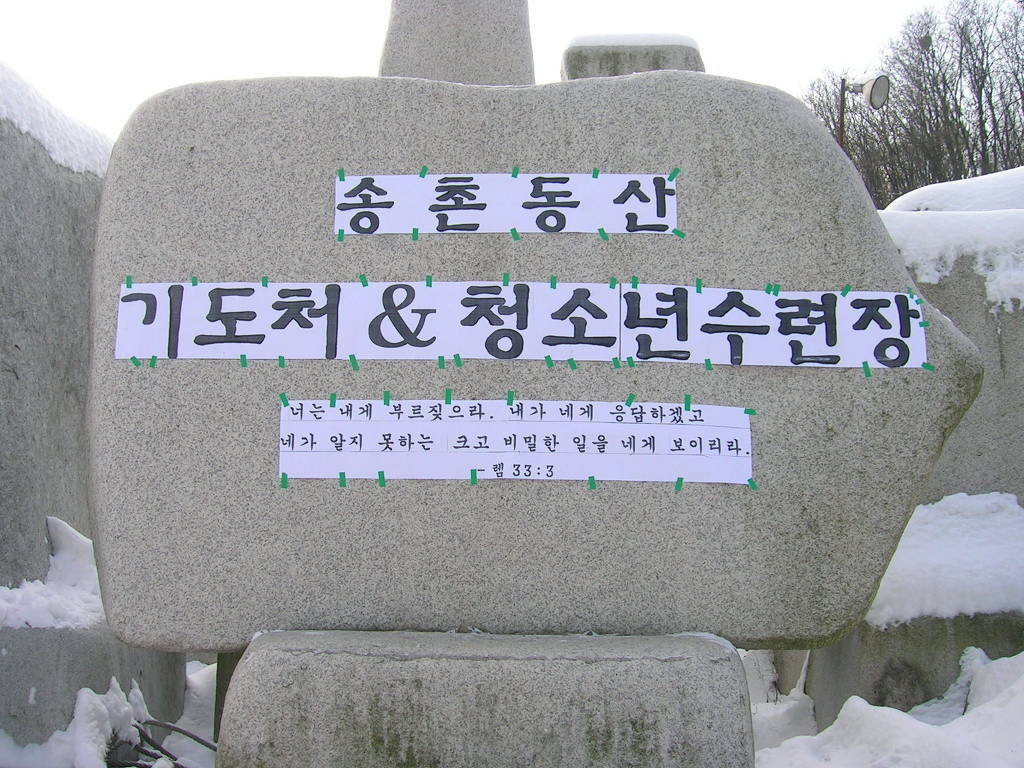 송촌동산
기도처 & 청소년수련장
너는 내게 부르짖으라. 내가 네게 응답하겠고
네가 알지 못하는 크고 비밀한 일을 네게 보이리라.
- 렘 33:3